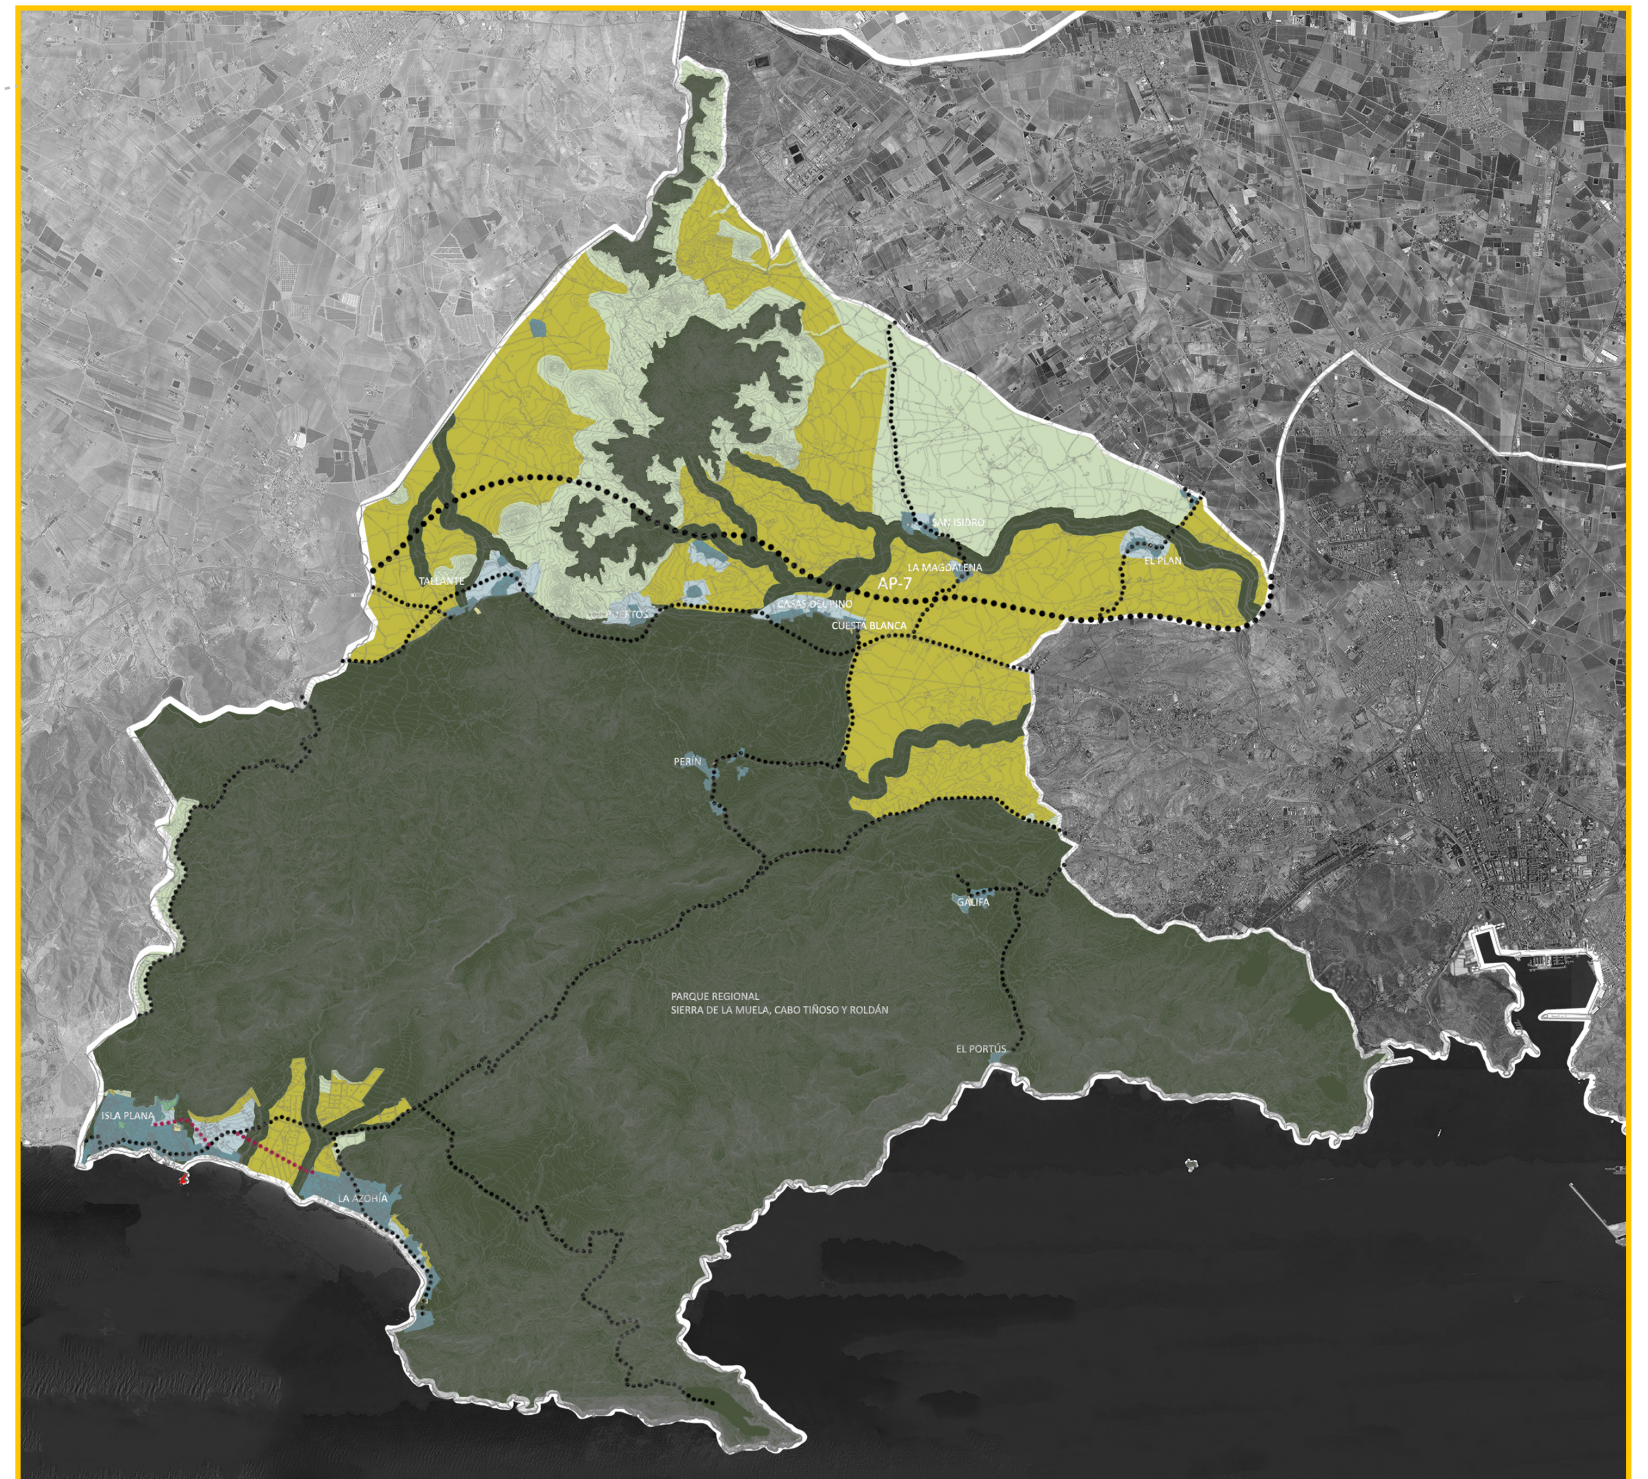 SAN ISIDRO
EL PLAN
LA MAGDALENA
TALLANTE
AP-7
CASAS DEL PINO
CUESTA BLANCA
PERÍN
GALIFA
PARQUE REGIONAL
SIERRA DE LA MUELA, CABO TIÑOSO Y ROLDÁN
EL PORTÚS
ISLA PLANA
LA AZOHÍA